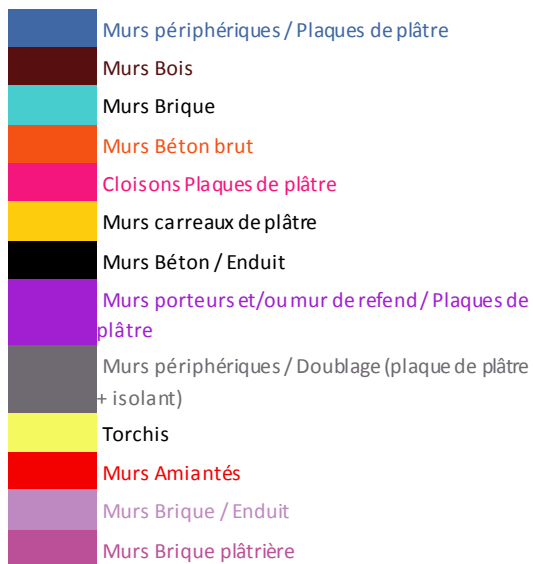 Murs périphériques / Plaques de plâtre
Murs Bois
Murs Brique
Murs Béton brut
Cloisons Plaques de plâtre
Murs carreaux de plâtre
Murs Béton / Enduit
Murs porteurs et/ou mur de refend / Plaques de
plâtre
Murs périphériques / Doublage (plaque de plâtre
+ isolant)
Torchis
Murs Amiantés
Murs Brique / Enduit
Murs Brique plâtrière